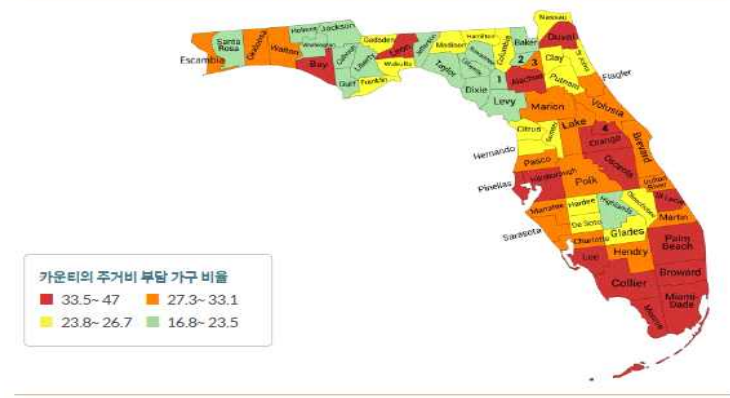 Nassau
Holmes Jackson
Santa Rosa
Okaloosa
Walton
Washington
Escambia
Bay
Calhoun
Liberty
Gulf
Franklin
Gadsden
Leon
Wakulla
Jefferson
Madison
Hamilton
Taylor
Columbia
Baker
Duval
Clay
St Johns
1
2
3
Dixie
Alachua
Putnam
Flagler
Levy
Marion
Volusia
Citrus
Lake
4
Hernando
Orange
Brevard
Pasco
Osceola
Pinellas
Hillsborough
Polk
Indian River
Manatee
Hardee
Highlands
Okeechobee
St Lucie
Sarasota
De Soto
Martin
Charlotte
Glades
Lee
Hendry
Palm Beach
Collier
Broward
Monroe
Miami-Dade
카운티의 주거비 부담 가구 비율
33.5~ 47 27.3~ 33.1
23.8~ 26.7 16.8~ 23.5